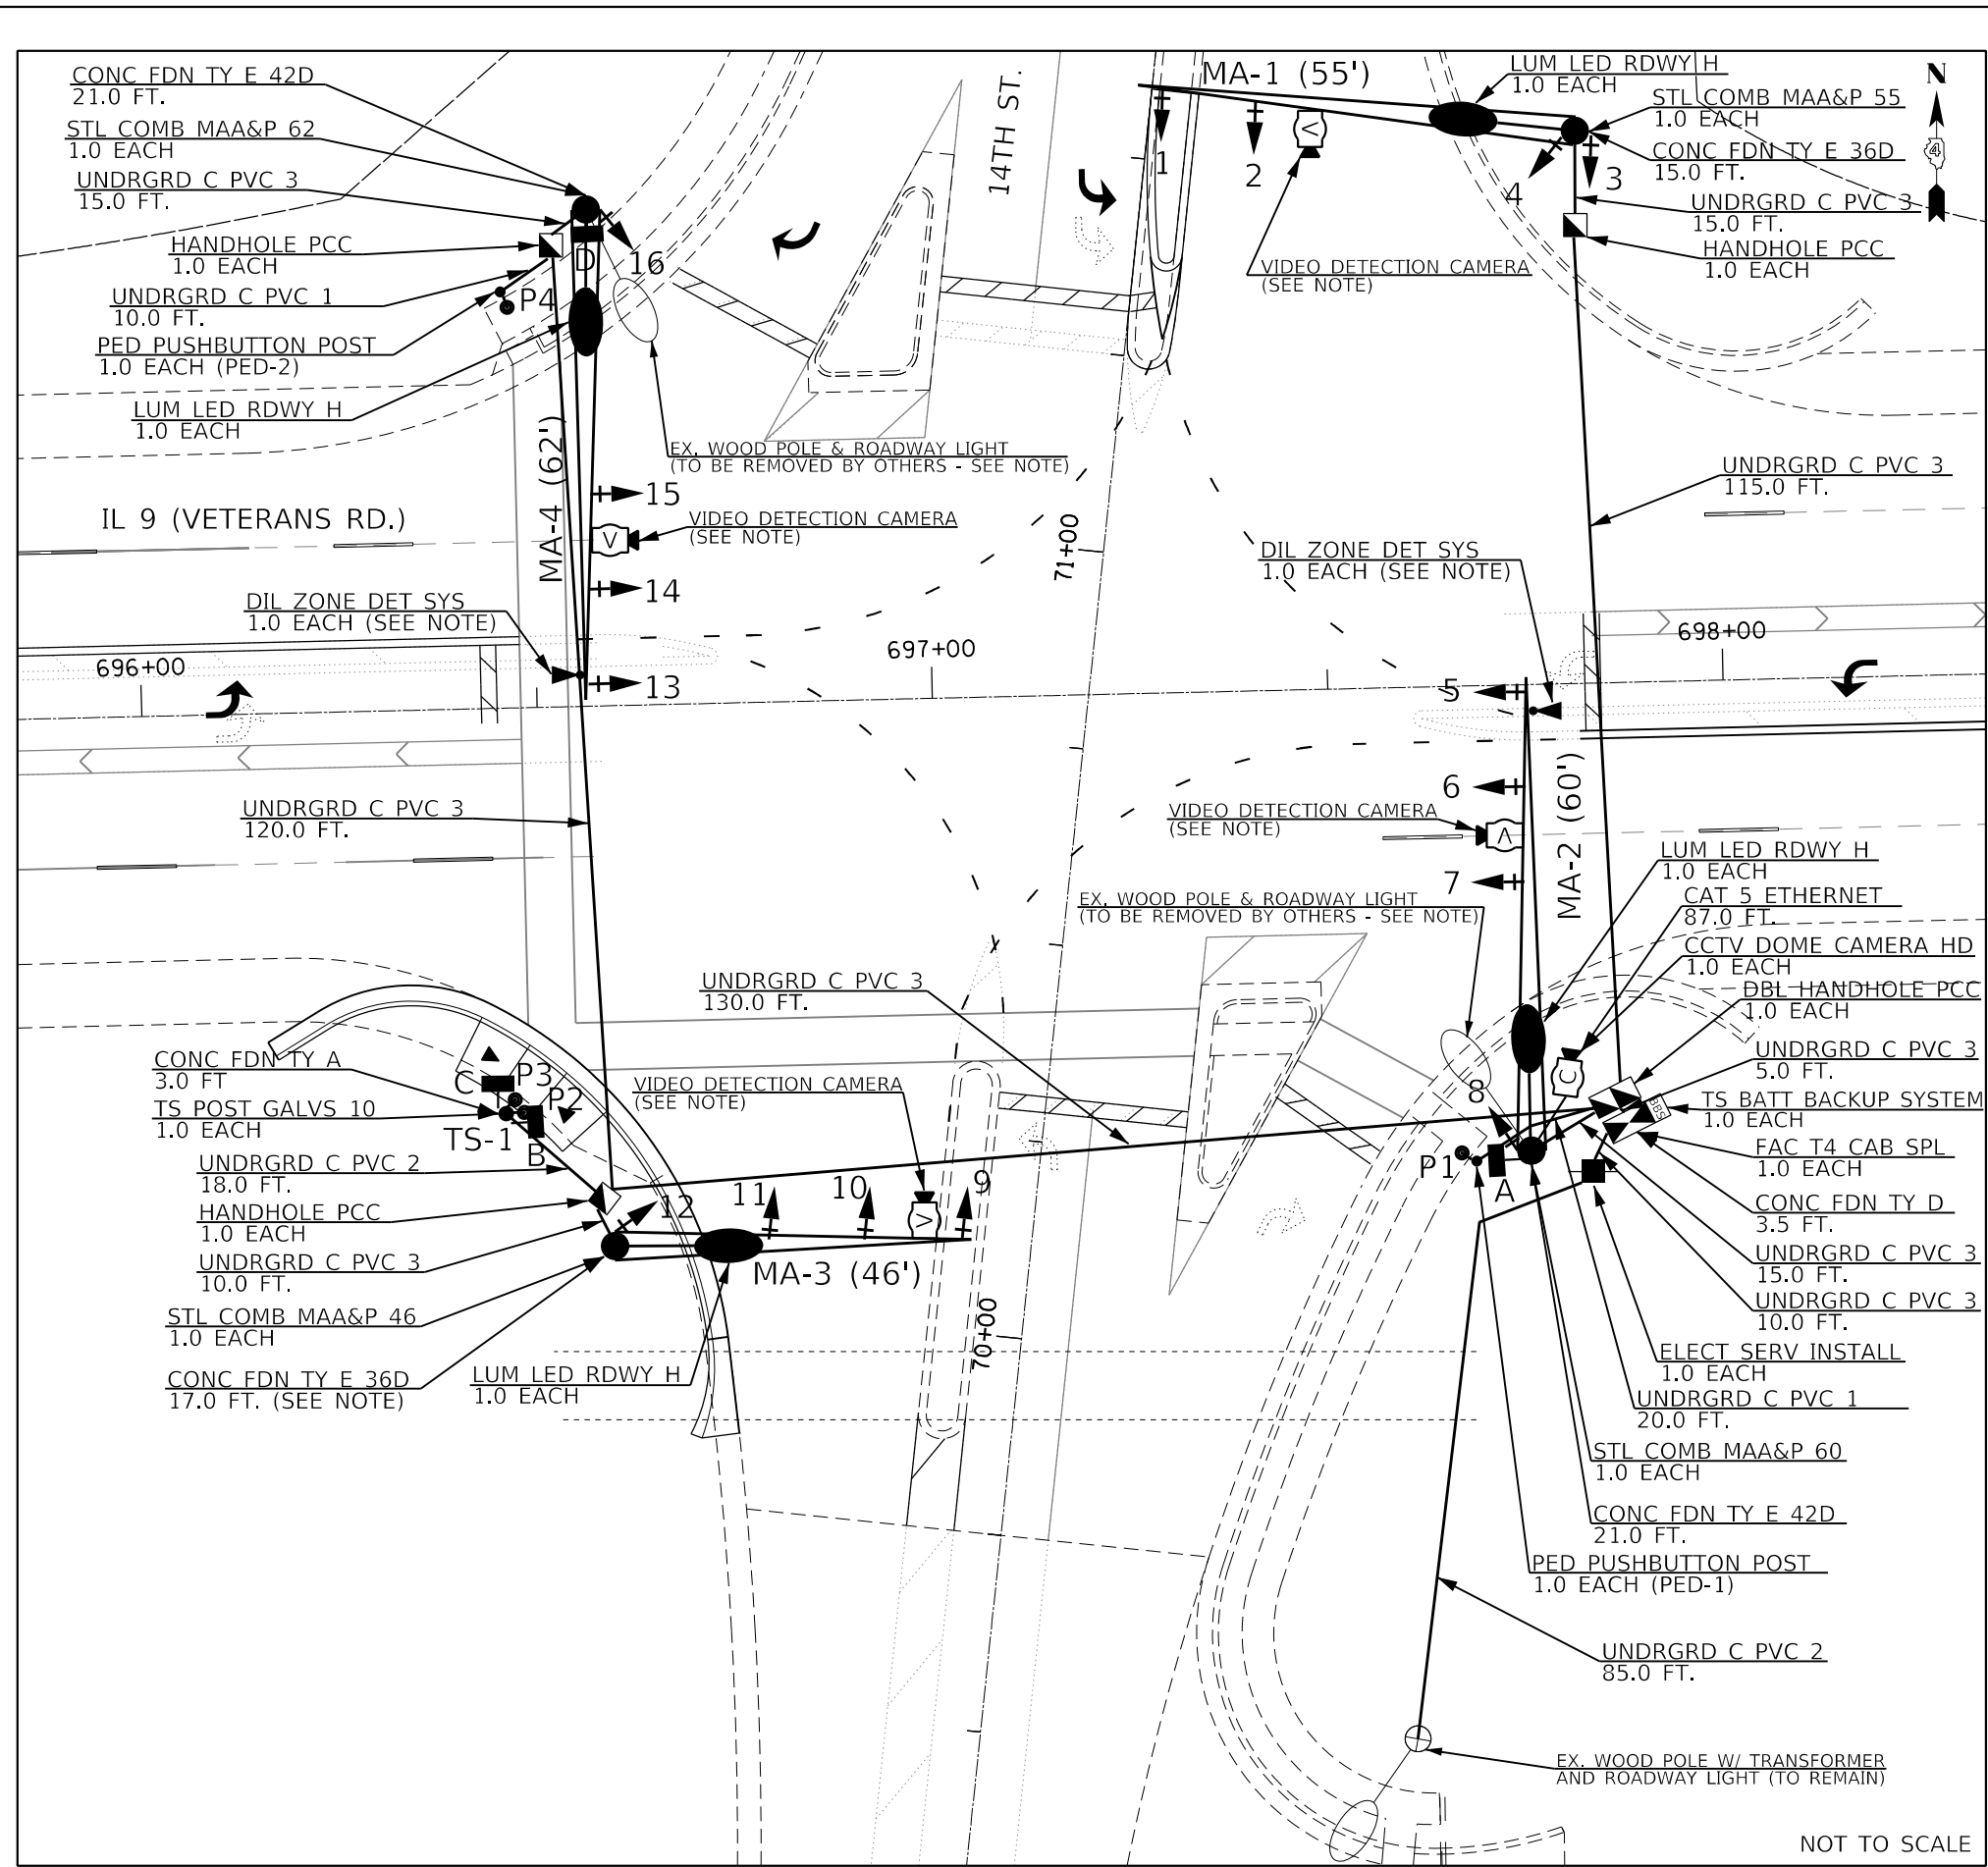 CONC FDN TY E 42D
21.0 FT.
STL COMB MAA&P 62
1.0 EACH
UNDRGRD C PVC 3
15.0 FT.
HANDHOLE PCC
1.0 EACH
UNDRGRD C PVC 1
10.0 FT.
PED PUSHBUTTON POST
1.0 EACH (PED-2)
LUM LED RDWY H
1.0 EACH
D
16
P4
MA-4 (62')
EX. WOOD POLE & ROADWAY LIGHT
(TO BE REMOVED BY OTHERS - SEE NOTE)
14TH ST.
MA-1 (55')
1
2
V
3
4
VIDEO DETECTION CAMERA
(SEE NOTE)
LUM LED RDWY H
1.0 EACH
STL COMB MAA&P 55
1.0 EACH
CONC FDN TY E 36D
15.0 FT.
UNDRGRD C PVC 3
15.0 FT.
HANDHOLE PCC
1.0 EACH
N
4
UNDRGRD C PVC 3
115.0 FT.
IL 9 (VETERANS RD.)
15
V
VIDEO DETECTION CAMERA
(SEE NOTE)
14
13
DIL ZONE DET SYS
1.0 EACH (SEE NOTE)
696+00
697+00
71+00
DIL ZONE DET SYS
1.0 EACH (SEE NOTE)
698+00
5
6
7
V
MA-2 (60')
VIDEO DETECTION CAMERA
(SEE NOTE)
UNDRGRD C PVC 3
120.0 FT.
EX. WOOD POLE & ROADWAY LIGHT
(TO BE REMOVED BY OTHERS - SEE NOTE)
UNDRGRD C PVC 3
130.0 FT.
LUM LED RDWY H
1.0 EACH
CAT 5 ETHERNET
87.0 FT.
CCTV DOME CAMERA HD
1.0 EACH
DBL HANDHOLE PCC
1.0 EACH
UNDRGRD C PVC 3
5.0 FT.
TS BATT BACKUP SYSTEM
1.0 EACH
FAC T4 CAB SPL
1.0 EACH
CONC FDN TY D
3.5 FT.
UNDRGRD C PVC 3
15.0 FT.
UNDRGRD C PVC 3
10.0 FT.
ELECT SERV INSTALL
1.0 EACH
UNDRGRD C PVC 1
20.0 FT.
STL COMB MAA&P 60
1.0 EACH
CONC FDN TY E 42D
21.0 FT.
PED PUSHBUTTON POST
1.0 EACH (PED-1)
8
C
BBS
P1
A
CONC FDN TY A
3.0 FT
TS POST GALVS 10
1.0 EACH
UNDRGRD C PVC 2
18.0 FT.
HANDHOLE PCC
1.0 EACH
UNDRGRD C PVC 3
10.0 FT.
STL COMB MAA&P 46
1.0 EACH
CONC FDN TY E 36D
17.0 FT. (SEE NOTE)
C
P3
P2
TS-1
B
VIDEO DETECTION CAMERA
(SEE NOTE)
12
11
10
V
9
MA-3 (46')
LUM LED RDWY H
1.0 EACH
70+00
UNDRGRD C PVC 2
85.0 FT.
EX. WOOD POLE W/ TRANSFORMER
AND ROADWAY LIGHT (TO REMAIN)
NOT TO SCALE